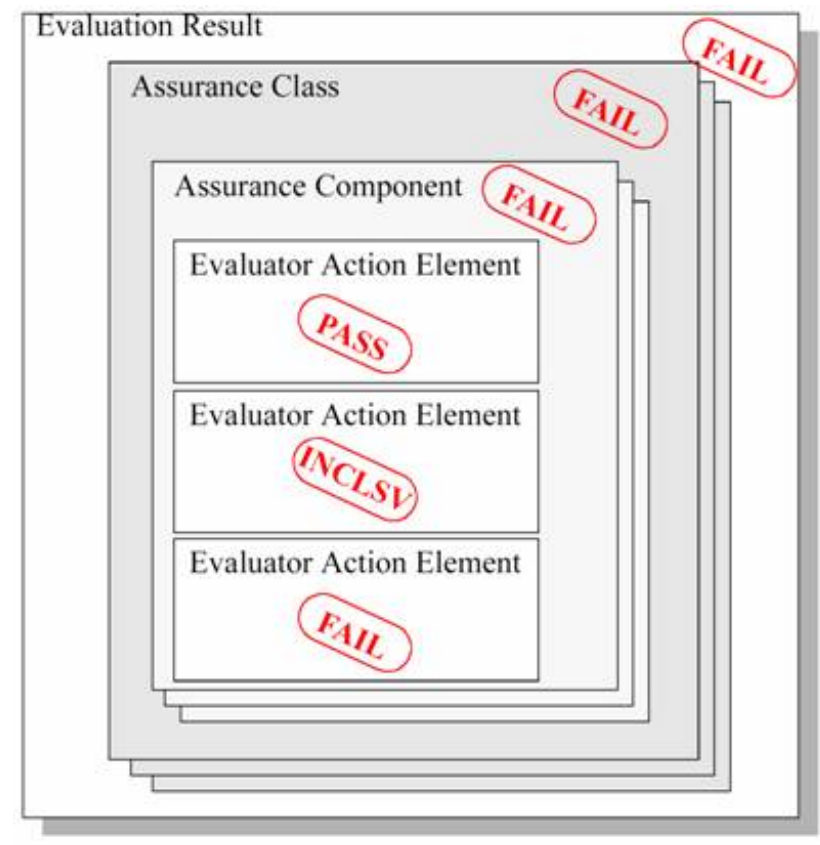 Evaluation Result
FAIL
Assurance Class
FAIL
Assurance Component
FAIL
Evaluator Action Element
PASS
Evaluator Action Element
INCLSV
Evaluator Action Element
FAIL